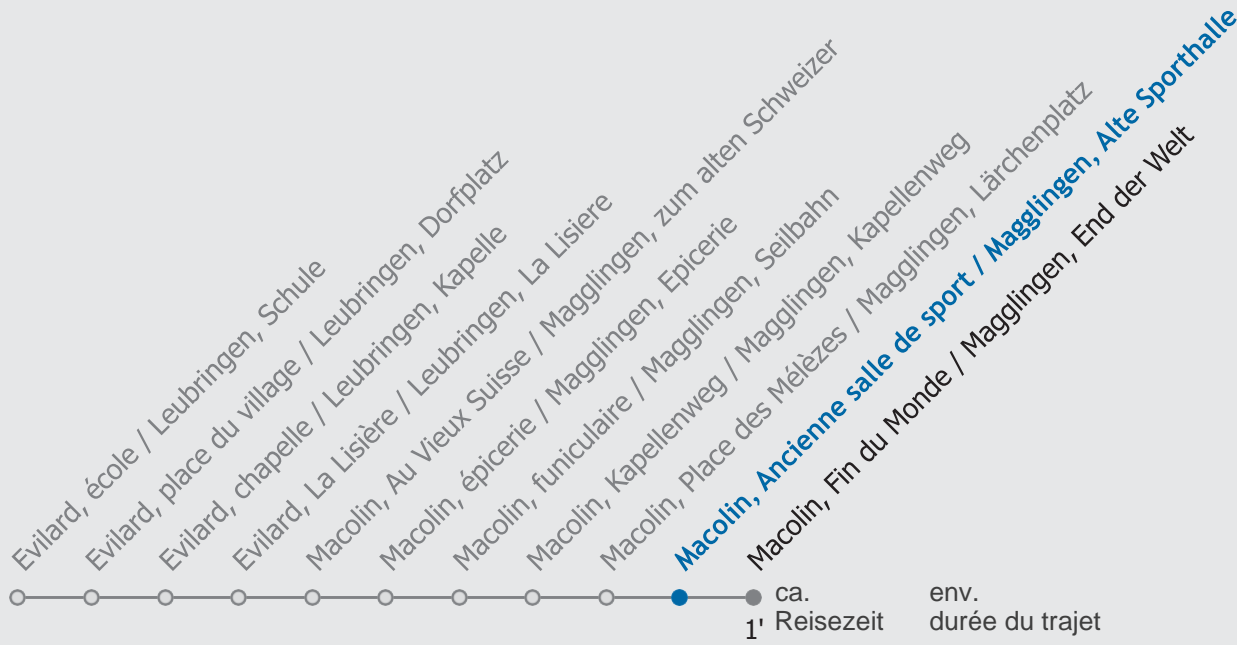 Evilard, école / Leubringen, Schule
Evilard, place du village / Leubringen, Dorfplatz
Evilard, chapelle / Leubringen, Kapelle
Evilard, La Lisière / Leubringen, La Lisiere
Macolin, Au Vieux Suisse / Magglingen, zum alten Schweizer
Macolin, épicerie / Magglingen, Epicerie
Macolin, funiculaire / Magglingen, Seilbahn
Macolin, Kapellenweg / Magglingen, Kapellenweg
Macolin, Place des Mélèzes / Magglingen, Lärchenplatz
Macolin, Ancienne salle de sport / Magglingen, Alte Sporthalle
Macolin, Fin du Monde / Magglingen, End der Welt
1'
ca.
Reisezeit
env.
durée du trajet